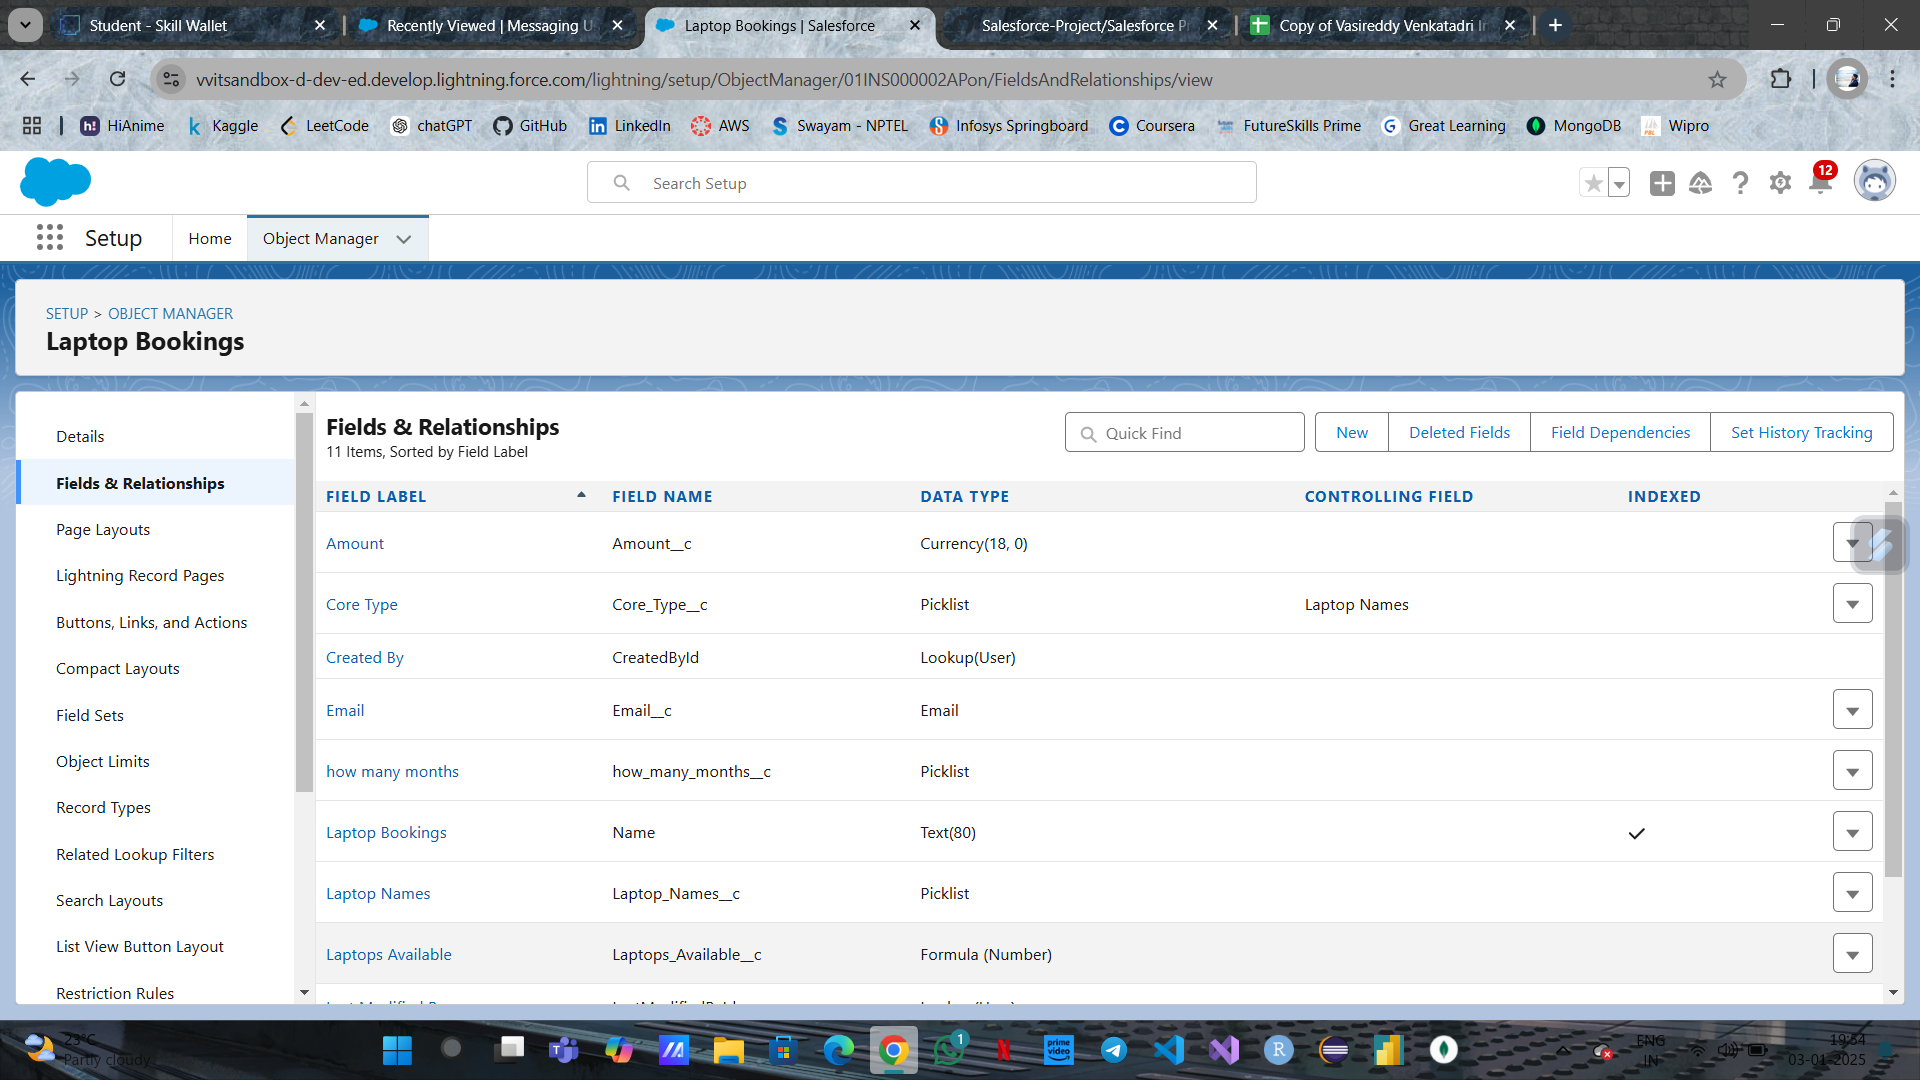 Student - Skill Wallet
Recently Viewed | Messaging U
Laptop Bookings | Salesforce
Salesforce-Project/Salesforce P
Copy of Vasireddy Venkatadri In
vvitsandbox-d-dev-ed.develop.lightning.force.com/lightning/setup/ObjectManager/01INS000002APon/FieldsAndRelationships/view
HiAnime
Kaggle
LeetCode
chatGPT
GitHub
LinkedIn
AWS
Swayam - NPTEL
Infosys Springboard
Coursera
FutureSkills Prime
Great Learning
MongoDB
Wipro
Search Setup
12
Setup
Home
Object Manager
SETUP > OBJECT MANAGER
Laptop Bookings
Details
Fields & Relationships
Page Layouts
Lightning Record Pages
Buttons, Links, and Actions
Compact Layouts
Field Sets
Object Limits
Record Types
Related Lookup Filters
Search Layouts
List View Button Layout
Restriction Rules
Fields & Relationships
11 Items, Sorted by Field Label
Quick Find
New
Deleted Fields
Field Dependencies
Set History Tracking
FIELD LABEL FIELD NAME DATA TYPE CONTROLLING FIELD INDEXED
Amount Amount__c Currency(18, 0)
Core Type Core_Type__c Picklist Laptop Names
Created By CreatedById Lookup(User)
Email Email__c Email
how many months how_many_months__c Picklist
Laptop Bookings Name Text(80)
Laptop Names Laptop_Names__c Picklist
Laptops Available Laptops_Available__c Formula (Number)
23°C
Partly cloudy
prime video
1
ENG
IN
19:54
03-01-2025